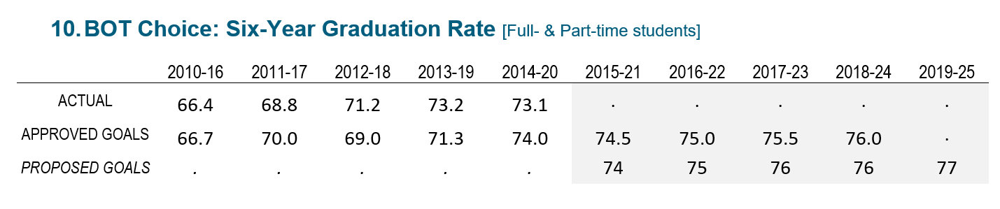 10. BOT Choice: Six-Year Graduation Rate [Full- & Part-time students]
2010-16 2011-17 2012-18 2013-19 2014-20 2015-21 2016-22 2017-23 2018-24 2019-25
ACTUAL 66.4 68.8 71.2 73.2 73.1 . . . . .
APPROVED GOALS 66.7 70.0 69.0 71.3 74.0 74.5 75.0 75.5 76.0 .
PROPOSED GOALS . . . . . 74 75 76 76 77